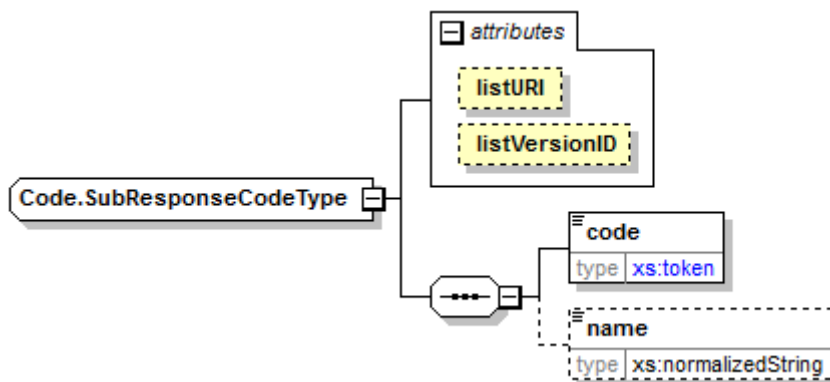 attributes
listURI
listVersionID
Code.SubResponseCodeType
code
type xs:token
name
type xs:normalizedString